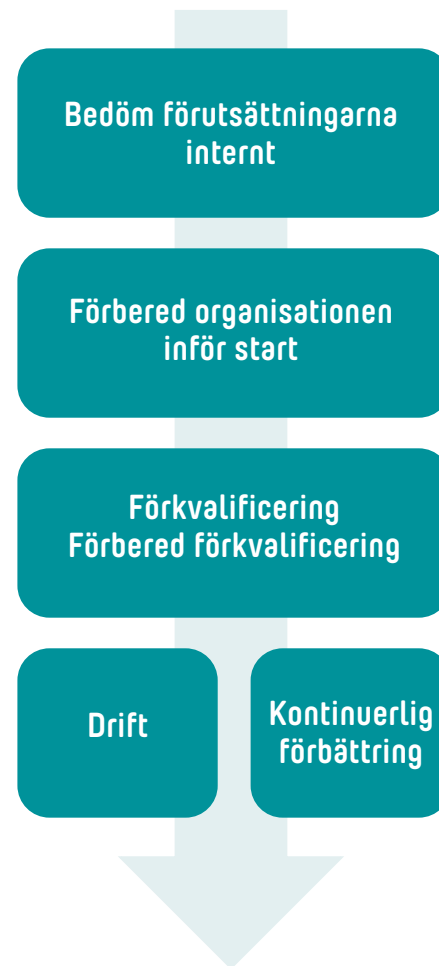 Bedöm förutsättningarna
internt
Förbered organisationen
inför start
Förkvalificering
Förbered förkvalificering
Drift
Kontinuerlig
förbättring